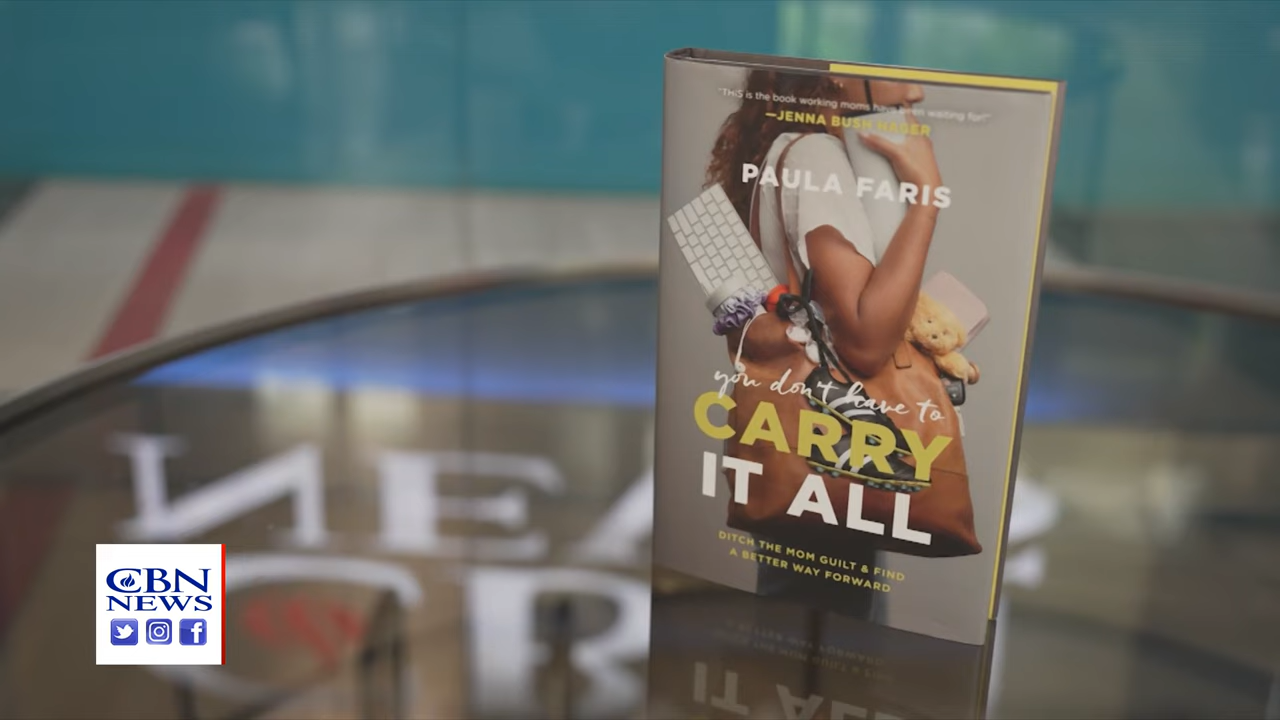 "THIS is the book working moms have been waiting for!"
—JENNA BUSH HAGER
PAULA FARIS
you don't have to
CARRY
IT ALL
DITCH THE MOM GUILT & FIND
A BETTER WAY FORWARD
CBN
NEWS